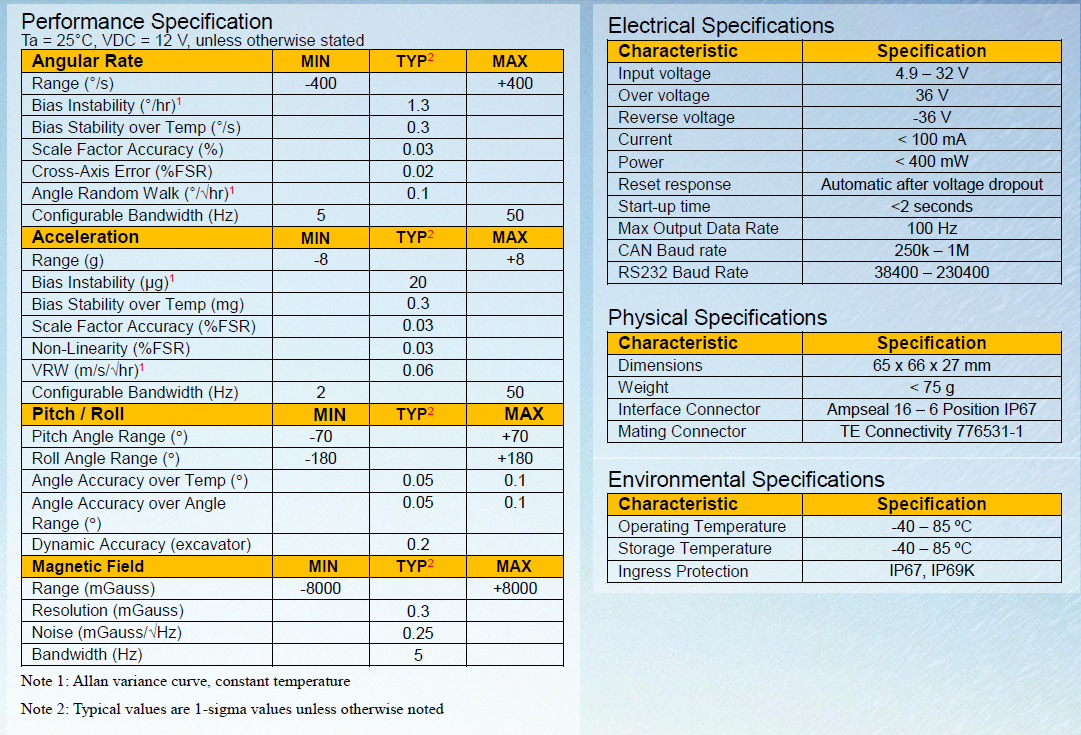 Performance Specification
Ta = 25°C, VDC = 12 V, unless otherwise stated
Angular Rate MIN TYP2 MAX
Range (°/s) -400 +400
Bias Instability (°/hr)1 1.3
Bias Stability over Temp (°/s) 0.3
Scale Factor Accuracy (%) 0.03
Cross-Axis Error (%FSR) 0.02
Angle Random Walk (°/√hr)1 0.1
Configurable Bandwidth (Hz) 5 50
Acceleration MIN TYP2 MAX
Range (g) -8 +8
Bias Instability (µg)1 20
Bias Stability over Temp (mg) 0.3
Scale Factor Accuracy (%FSR) 0.03
Non-Linearity (%FSR) 0.03
VRW (m/s/√hr)1 0.06
Configurable Bandwidth (Hz) 2 50
Pitch / Roll MIN TYP2 MAX
Pitch Angle Range (º) -70 +70
Roll Angle Range (º) -180 +180
Angle Accuracy over Temp (º) 0.05 0.1
Angle Accuracy over Angle 0.05 0.1
Range (º)
Dynamic Accuracy (excavator) 0.2
Magnetic Field MIN TYP2 MAX
Range (mGauss) -8000 +8000
Resolution (mGauss) 0.3
Noise (mGauss/√Hz) 0.25
Bandwidth (Hz) 5
Note 1: Allan variance curve, constant temperature
Note 2: Typical values are 1-sigma values unless otherwise noted
Electrical Specifications
Characteristic Specification
Input voltage 4.9 – 32 V
Over voltage 36 V
Reverse voltage -36 V
Current < 100 mA
Power < 400 mW
Reset response Automatic after voltage dropout
Start-up time <2 seconds
Max Output Data Rate 100 Hz
CAN Baud rate 250k – 1M
RS232 Baud Rate 38400 – 230400
Physical Specifications
Characteristic Specification
Dimensions 65 x 66 x 27 mm
Weight < 75 g
Interface Connector Ampseal 16 – 6 Position IP67
Mating Connector TE Connectivity 776531-1
Environmental Specifications
Characteristic Specification
Operating Temperature -40 – 85 ºC
Storage Temperature -40 – 85 ºC
Ingress Protection IP67, IP69K